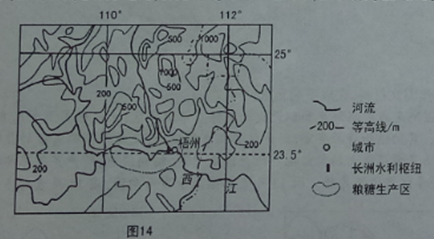 110° 112°
500 1000
25°
1000
500
200
500
梧州
200
23.5°
200
西
江
河流
200 等高线/m
城市
长洲水利枢纽
粮糖生产区
图14